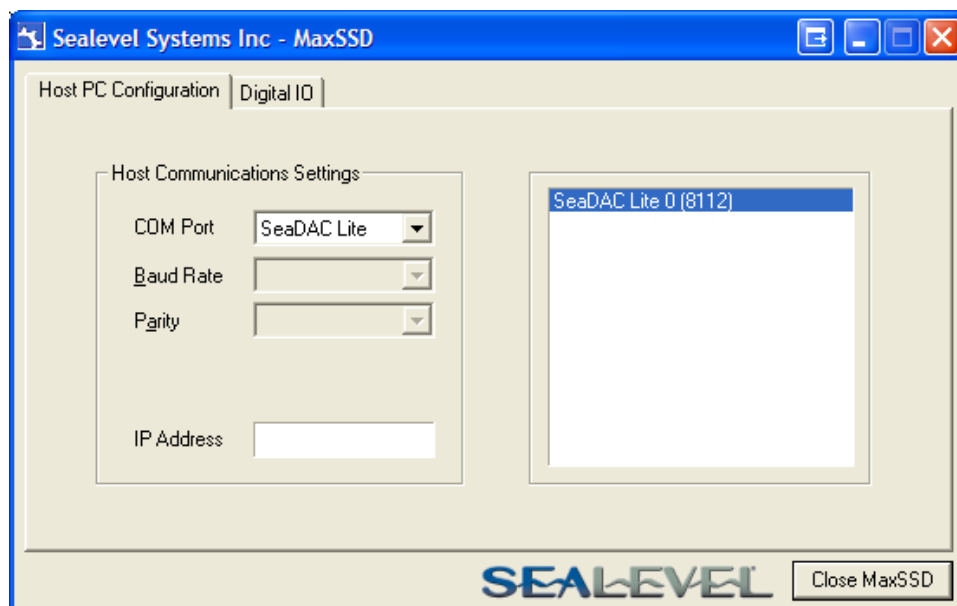 Sealevel Systems Inc - MaxSSD
Host PC Configuration
Digital IO
Host Communications Settings
COM Port
SeaDAC Lite
Baud Rate
Parity
IP Address
SeaDAC Lite 0 (8112)
SEALEVEL
Close MaxSSD